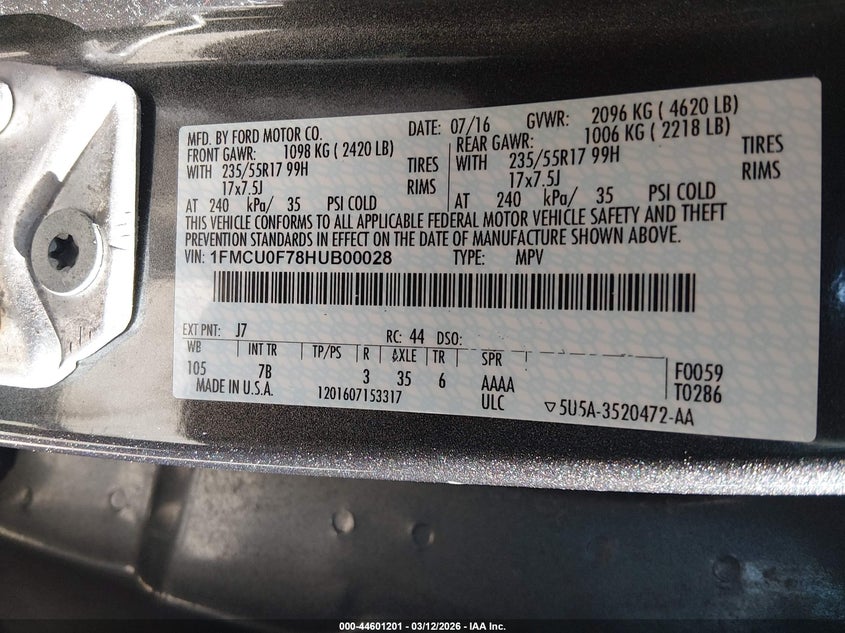 MFD. BY FORD MOTOR CO. DATE: 07/16 GVWR: 2096 KG ( 4620 LB)
FRONT GAWR: 1098 KG ( 2420 LB) REAR GAWR: 1006 KG ( 2218 LB)
WITH 235/55R17 99H TIRES WITH 235/55R17 99H TIRES
17x7.5J RIMS 17x7.5J RIMS
AT 240 kPa/ 35 PSI COLD AT 240 kPa/ 35 PSI COLD
THIS VEHICLE CONFORMS TO ALL APPLICABLE FEDERAL MOTOR VEHICLE SAFETY AND THEFT
PREVENTION STANDARDS IN EFFECT ON THE DATE OF MANUFACTURE SHOWN ABOVE.
VIN: 1FMCU0F78HUB00028 TYPE: MPV
EXT PNT: J7 RC: 44 DSO:
WB INT TR TP/PS R AXLE TR SPR F0059
105 7B 3 35 6 AAAA T0286
MADE IN U.S.A. 1201607153317 ULC ▽5U5A-3520472-AA
000-44601201 - 03/12/2026 - IAA Inc.